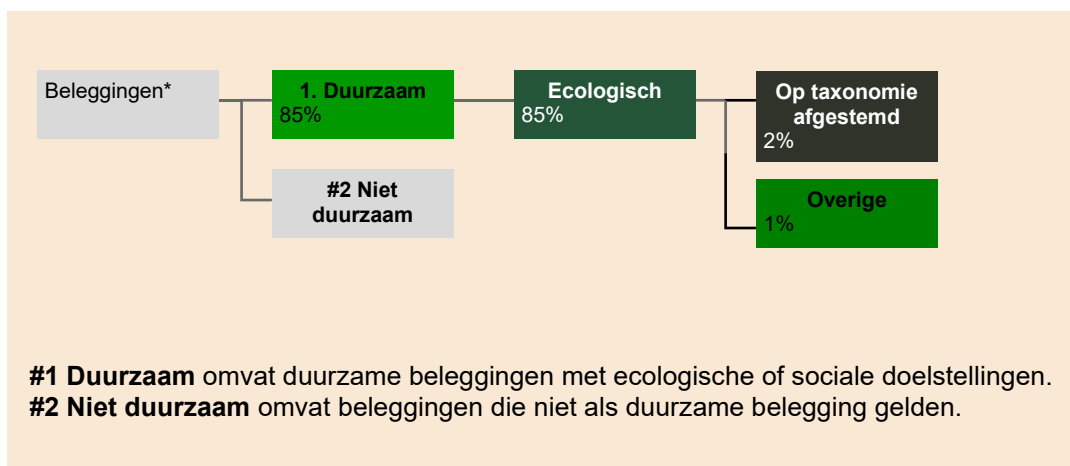 Beleggingen*
1. Duurzaam
85%
Ecologisch
85%
Op taxonomie
afgestemd
2%
#2 Niet
duurzaam
Overige
1%
#1 Duurzaam omvat duurzame beleggingen met ecologische of sociale doelstellingen.
#2 Niet duurzaam omvat beleggingen die niet als duurzame belegging gelden.